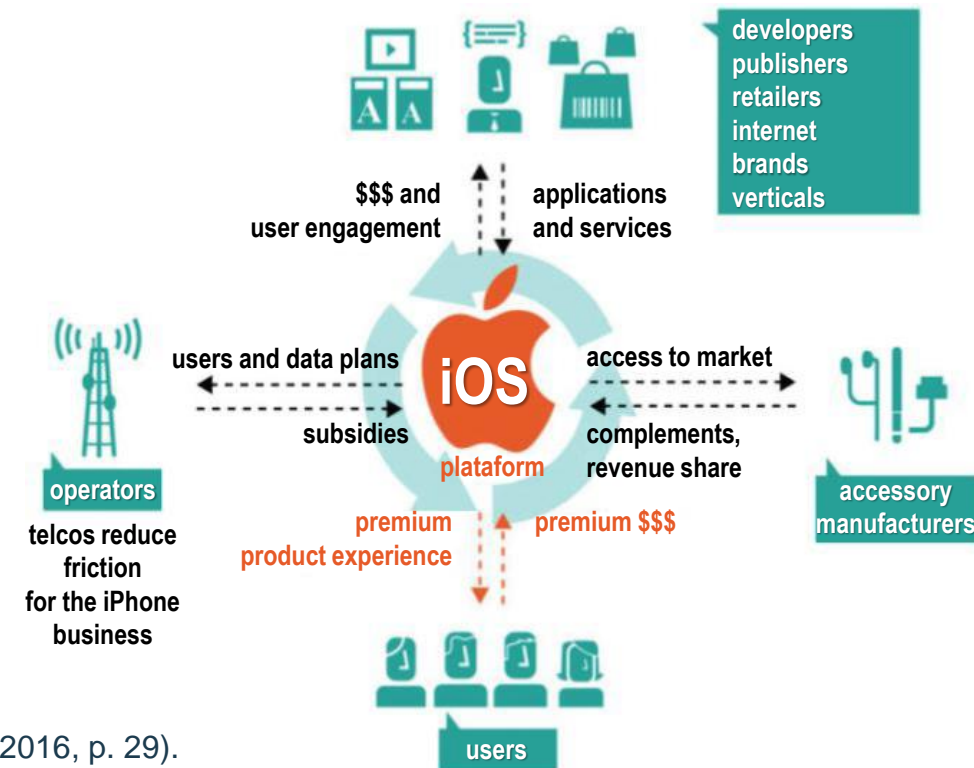 developers
publishers
retailers
internet
brands
verticals
A A
$$$ and
user engagement
applications
and services
users and data plans
subsidies
iOS
plataform
access to market
complements,
revenue share
operators
telcos reduce
friction
for the iPhone
business
accessory
manufacturers
premium
product experience
premium $$$
users
2016, p. 29).